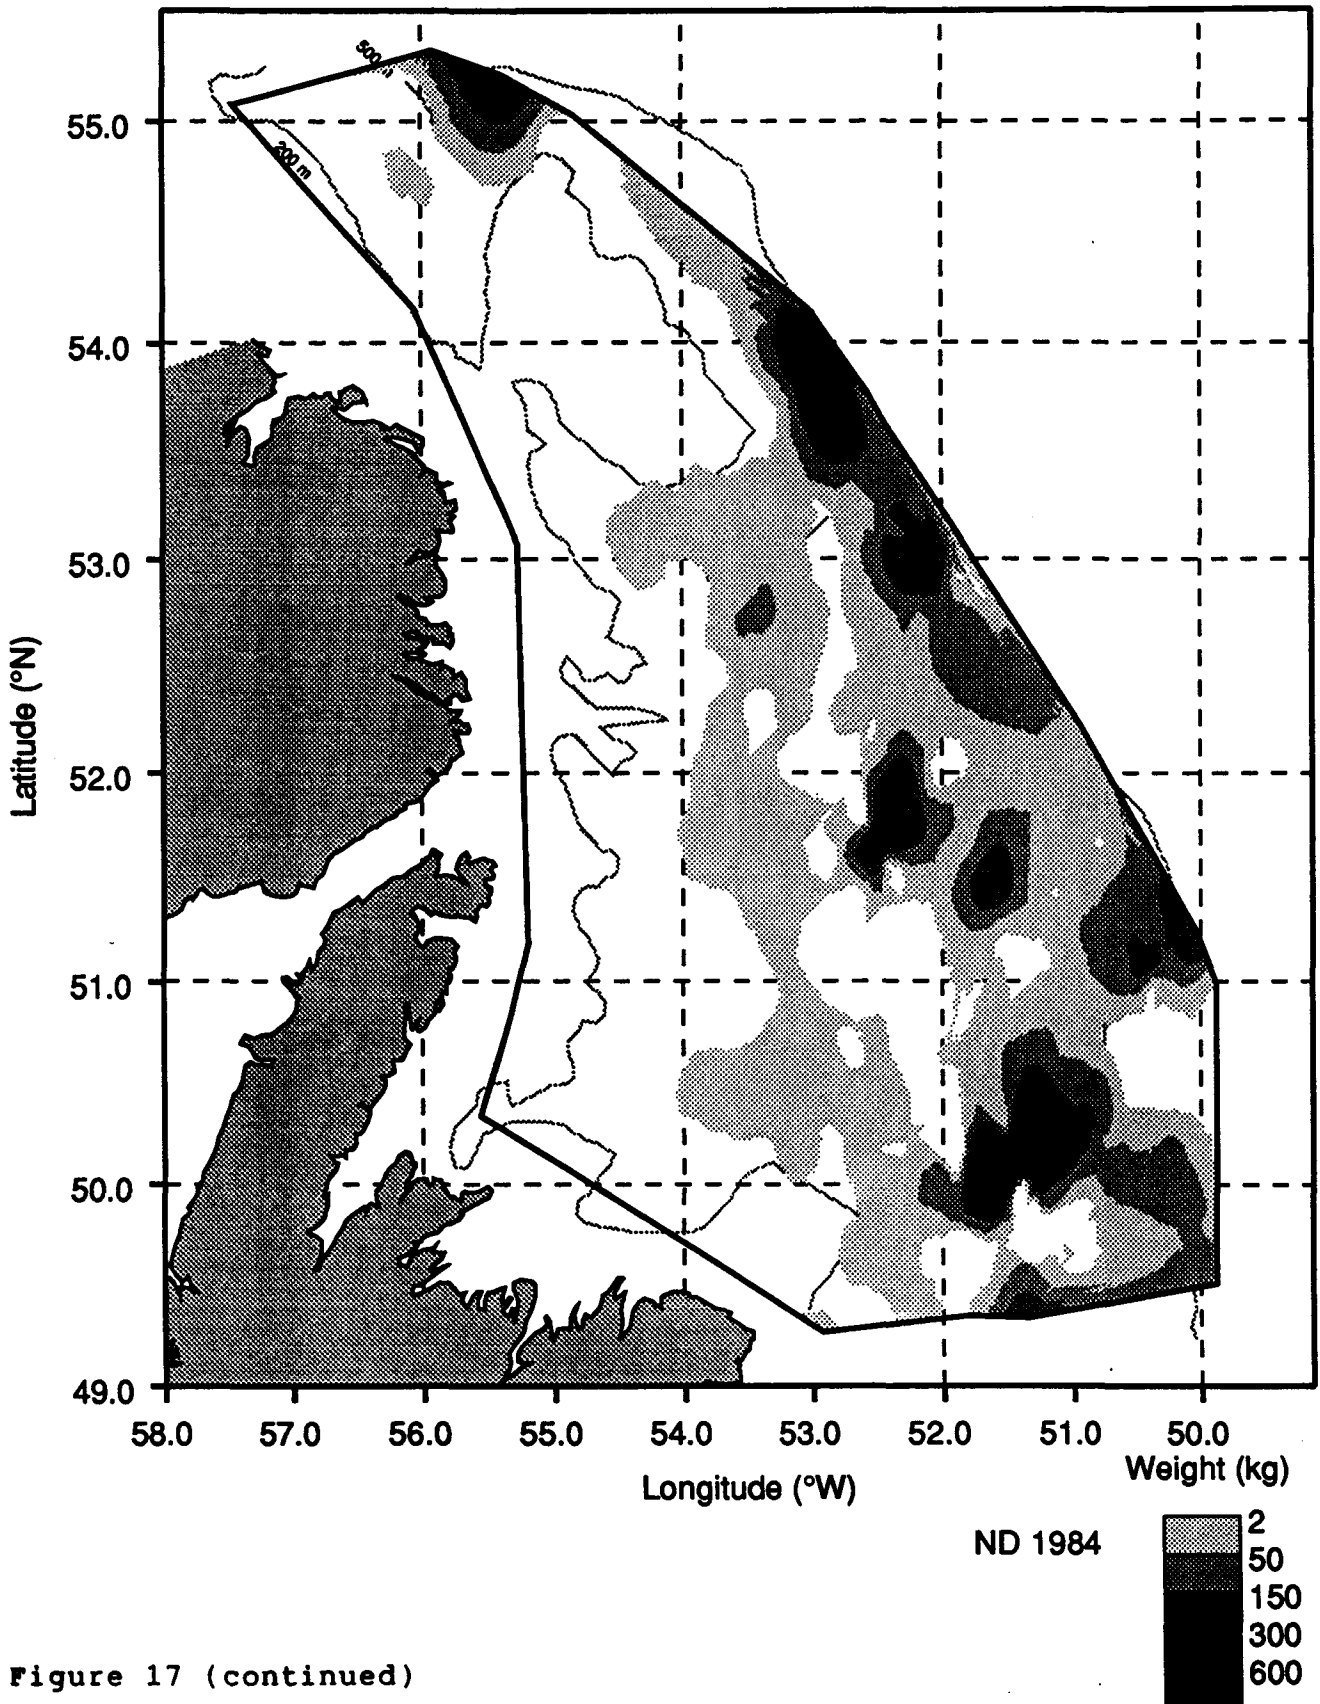 500 m
55.0
200 m
54.0
53.0
Latitude (°N)
52.0
51.0
50.0
49.0
58.0 57.0 56.0 55.0 54.0 53.0 52.0 51.0 50.0
Longitude (°W)
Weight (kg)
ND 1984
2
50
150
300
600
Figure 17 (continued)